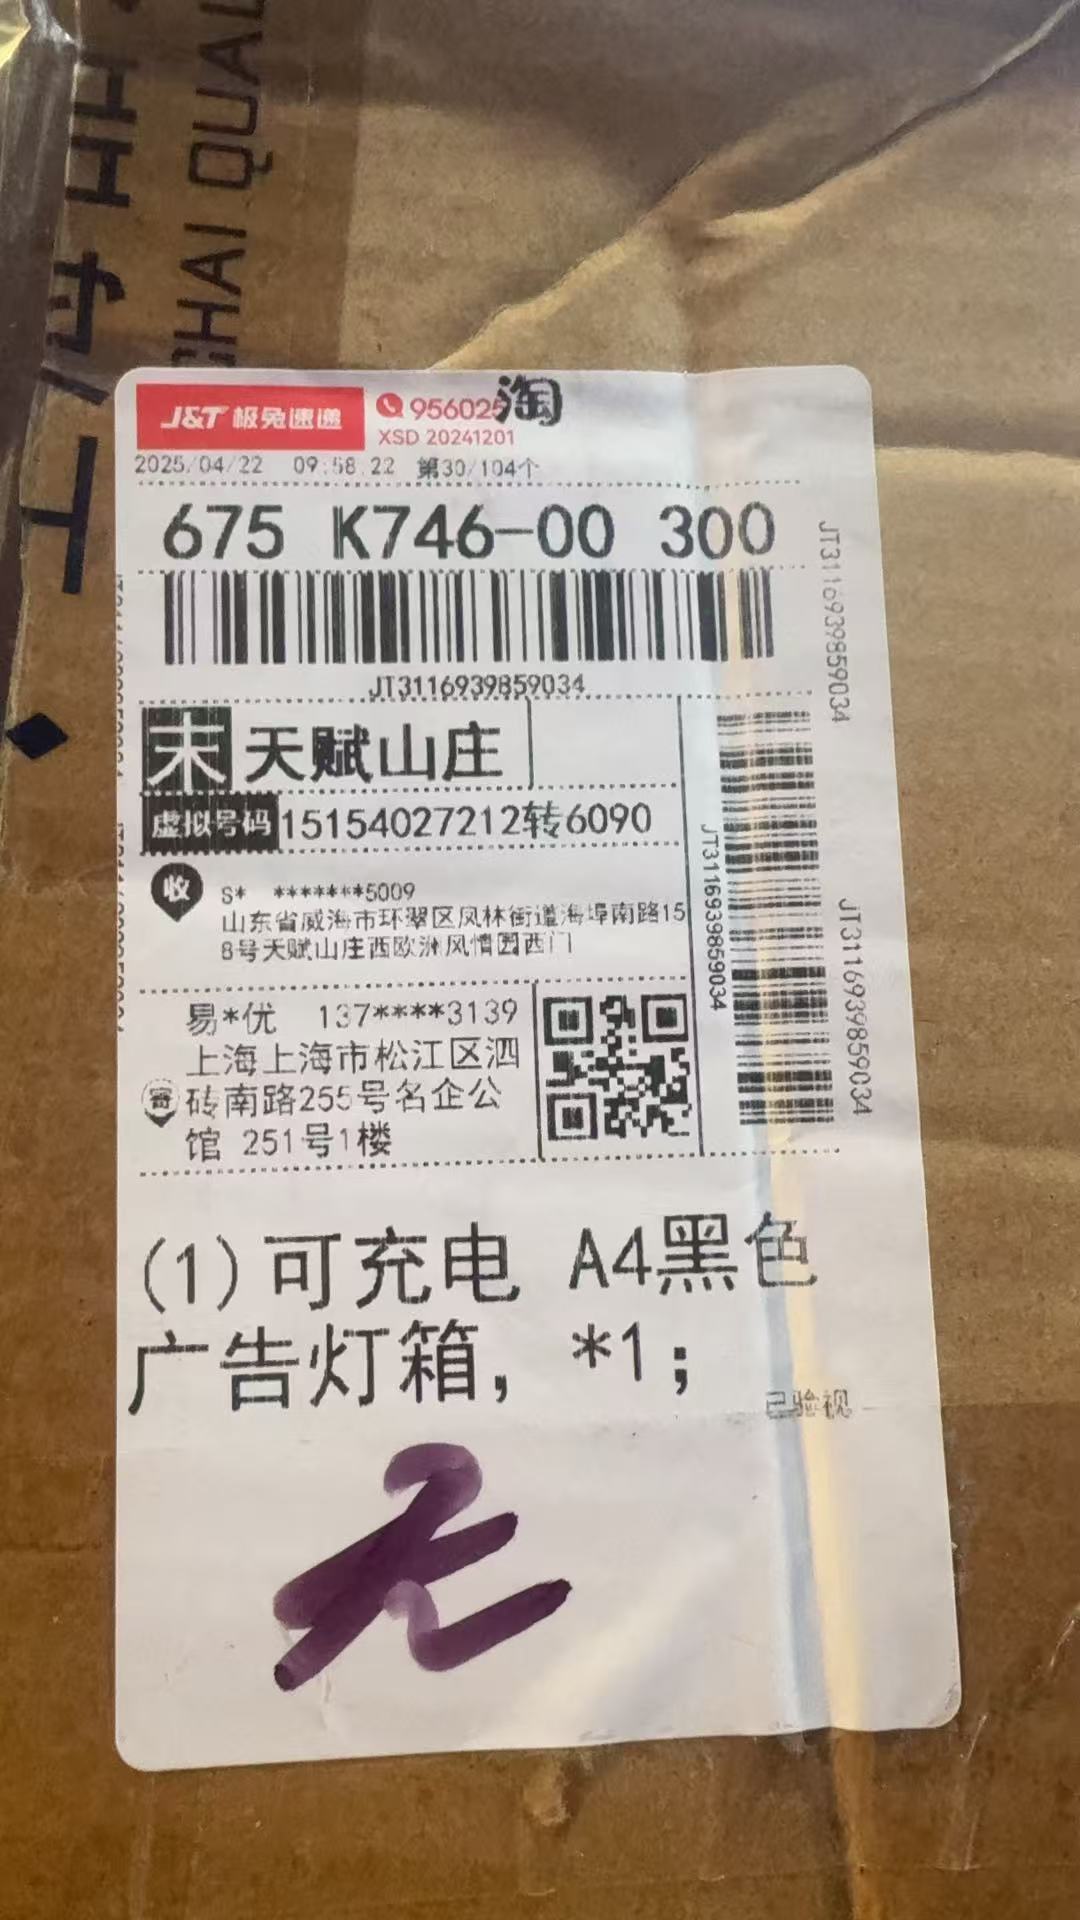 CHAI QUAL
J&T 极兔速递
956025
淘
XSD 20241201
2025/04/22 09:58:22 第30/104个
675 K746-00 300
JT3116939859034
末 天赋山庄
虚拟号码 15154027212转6090
收
S* *******5009
山东省威海市环翠区凤林街道海埠南路15
8号天赋山庄西欧洲风情园西门
易*优 137****3139
上海上海市松江区泗
寄 砖南路255号名企公
馆 251号1楼
JT3116939859034
JT3116939859034
JT3116939859034
(1)可充电 A4黑色
广告灯箱, *1;
已验视